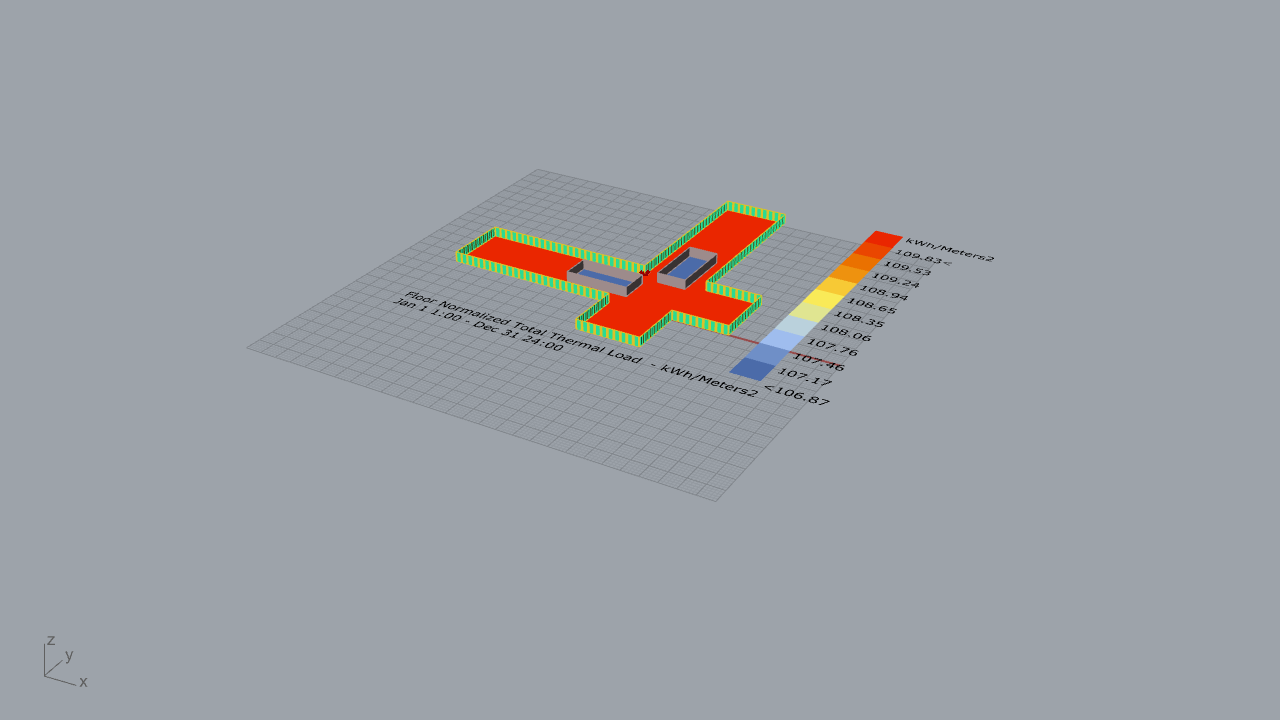 kWh/Meters2
109.83<
109.53
109.24
108.94
108.65
108.35
108.06
107.76
107.46
107.17
<106.87
Floor Normalized Total Thermal Load - kWh/Meters2
Jan 1 1:00 - Dec 31 24:00
z
y
x